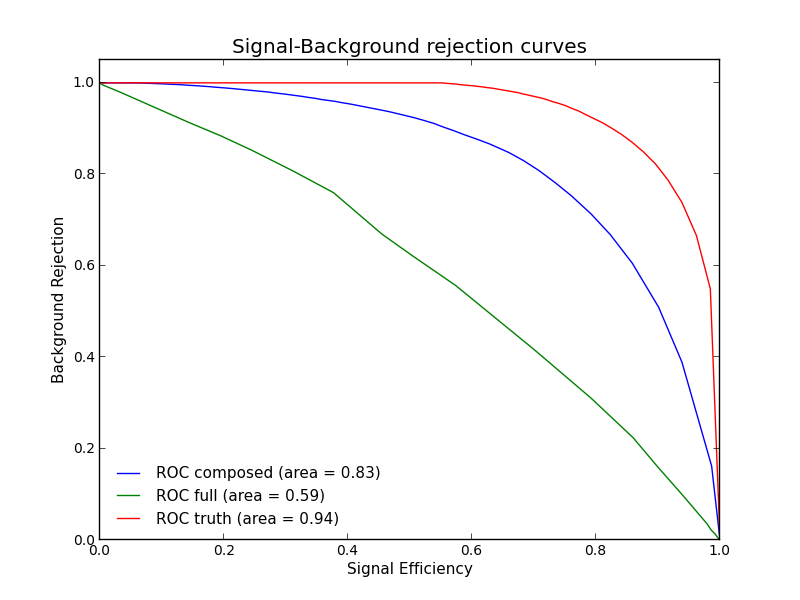 Signal-Background rejection curves
Background Rejection
1.0
0.8
0.6
0.4
0.2
0.0
ROC composed (area = 0.83)
ROC full (area = 0.59)
ROC truth (area = 0.94)
0.0 0.2 0.4 0.6 0.8 1.0
Signal Efficiency